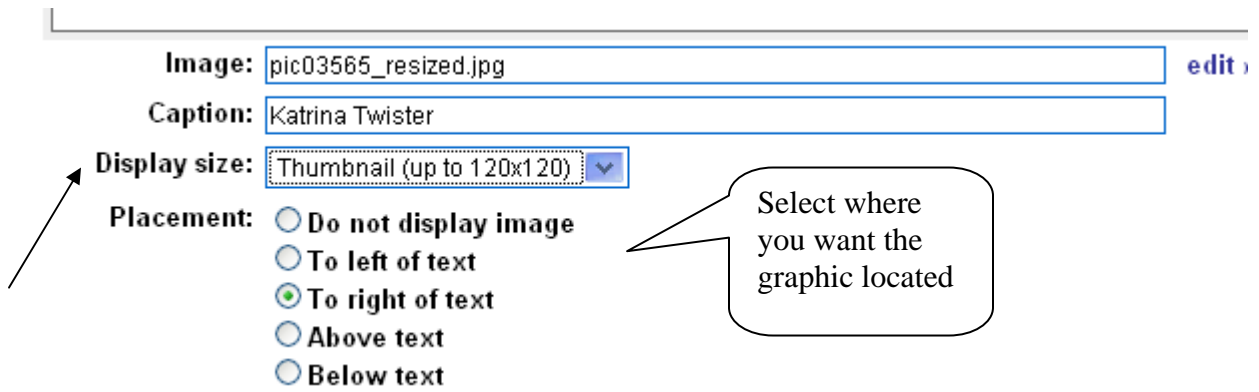 Image: pic03565_resized.jpg edit »
Caption: Katrina Twister
Display size: Thumbnail (up to 120x120)
Placement: Do not display image
To left of text
To right of text
Above text
Below text
Select where
you want the
graphic located